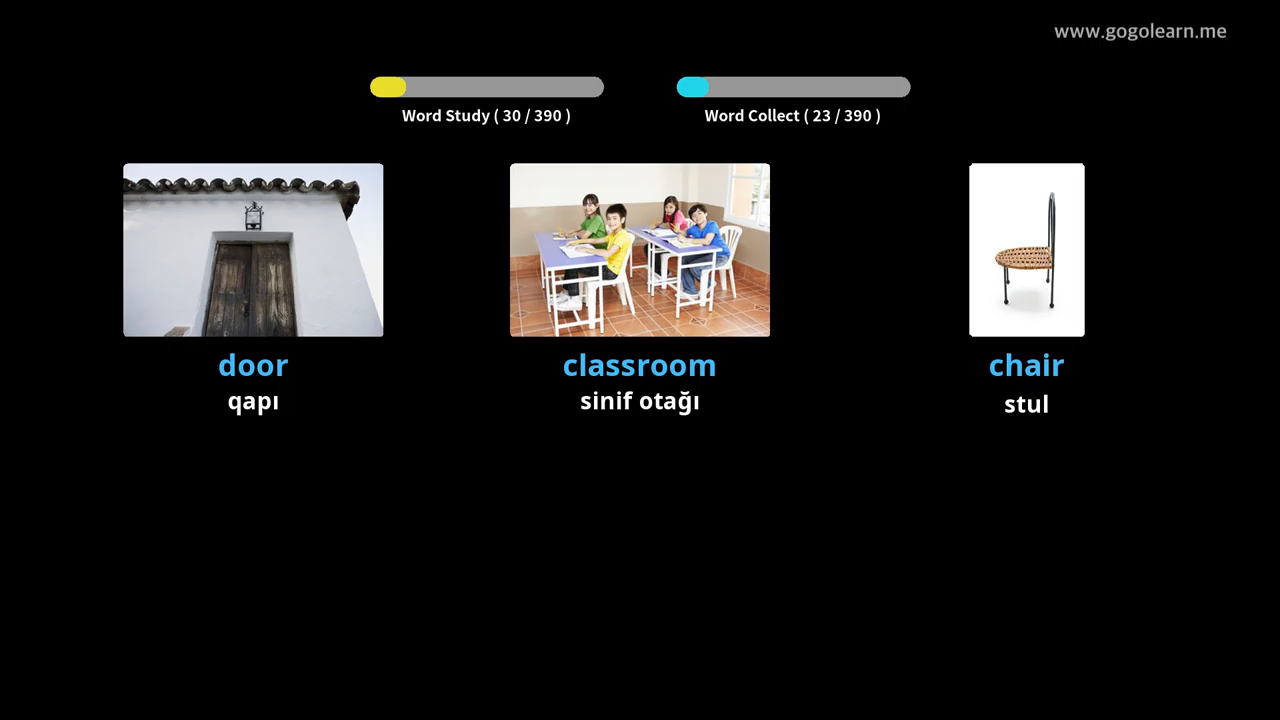 www.gogolearn.me
Word Study ( 30 / 390 )
Word Collect ( 23 / 390 )
door
qapı
classroom
sinif otağı
chair
stul